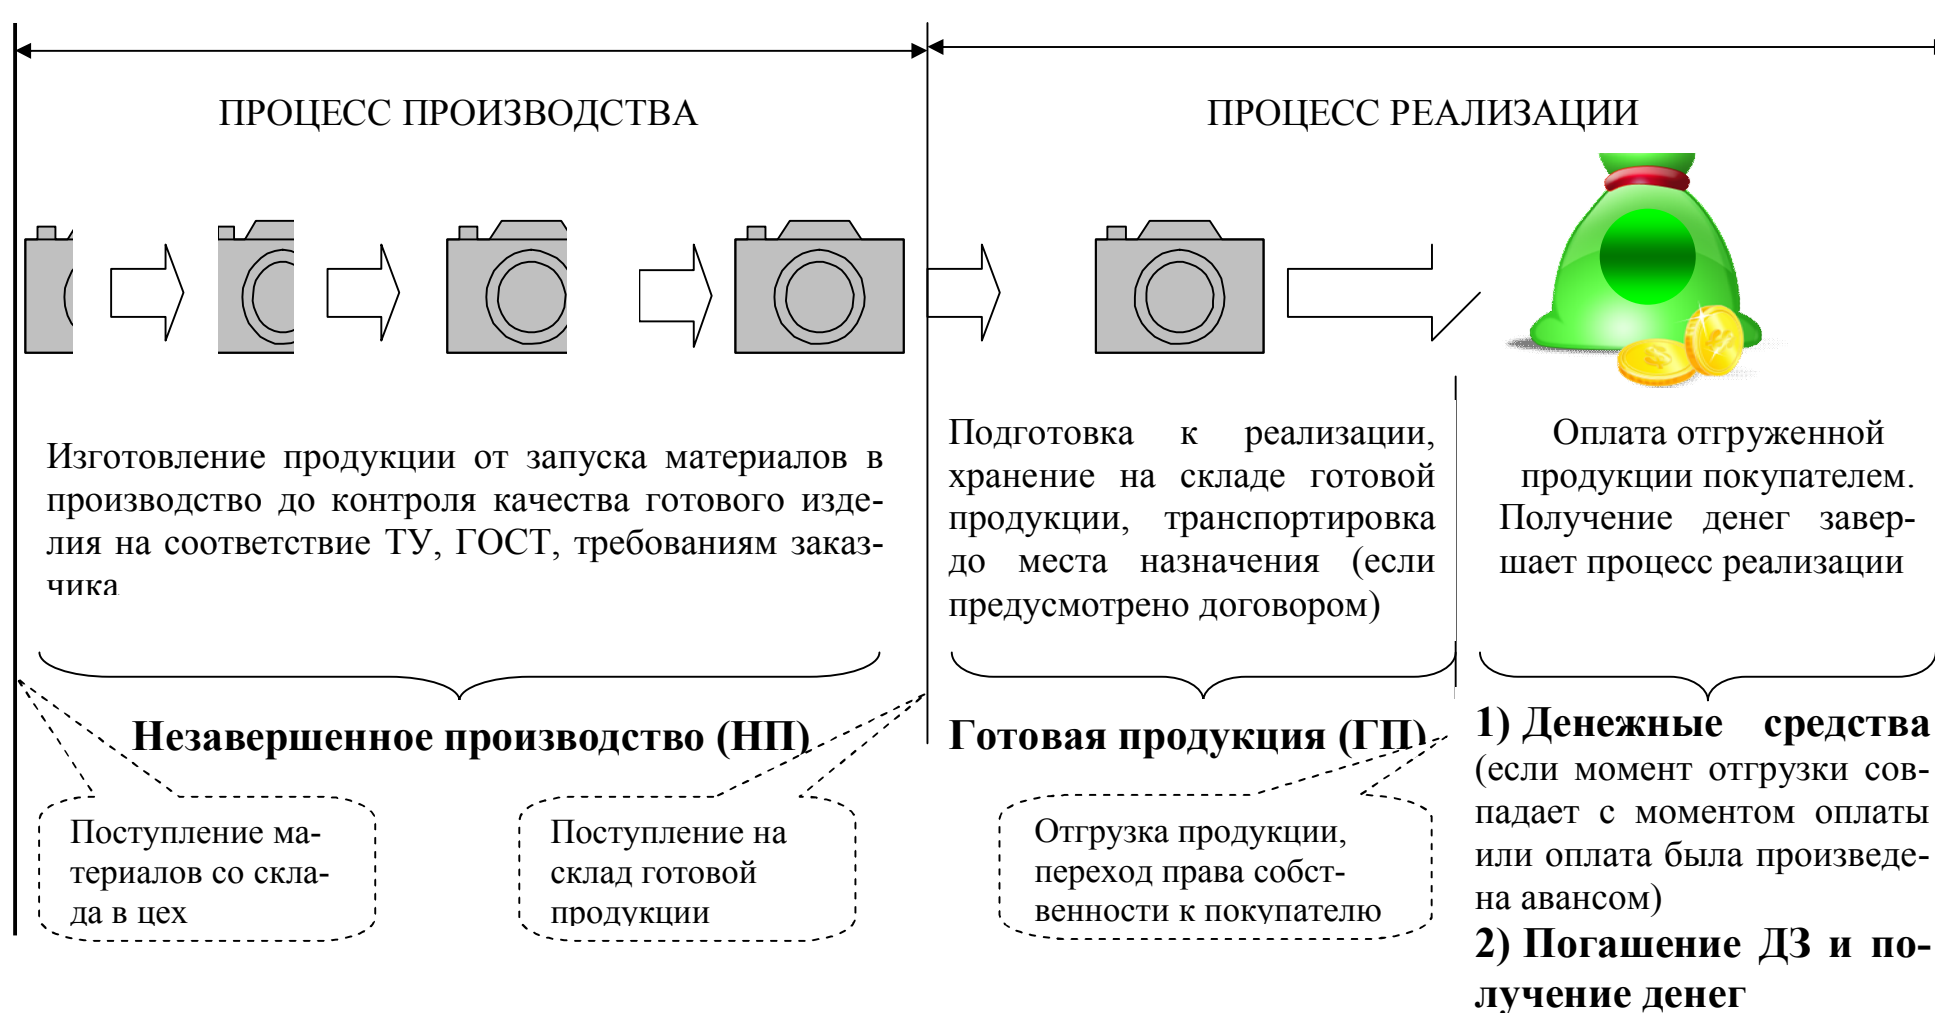 ПРОЦЕСС ПРОИЗВОДСТВА
ПРОЦЕСС РЕАЛИЗАЦИИ
Изготовление продукции от запуска материалов в
производство до контроля качества готового изде-
лия на соответствие ТУ, ГОСТ, требованиям заказ-
чика
Подготовка к реализации,
хранение на складе готовой
продукции, транспортировка
до места назначения (если
предусмотрено договором)
Оплата отгруженной
продукции покупателем.
Получение денег завер-
шает процесс реализации
Незавершенное производство (НП)
Готовая продукция (ГП)
1) Денежные средства
(если момент отгрузки сов-
падает с моментом оплаты
или оплата была произведе-
на авансом)
2) Погашение ДЗ и по-
лучение денег
Поступление ма-
териалов со скла-
да в цех
Поступление на
склад готовой
продукции
Отгрузка продукции,
переход права собст-
венности к покупателю